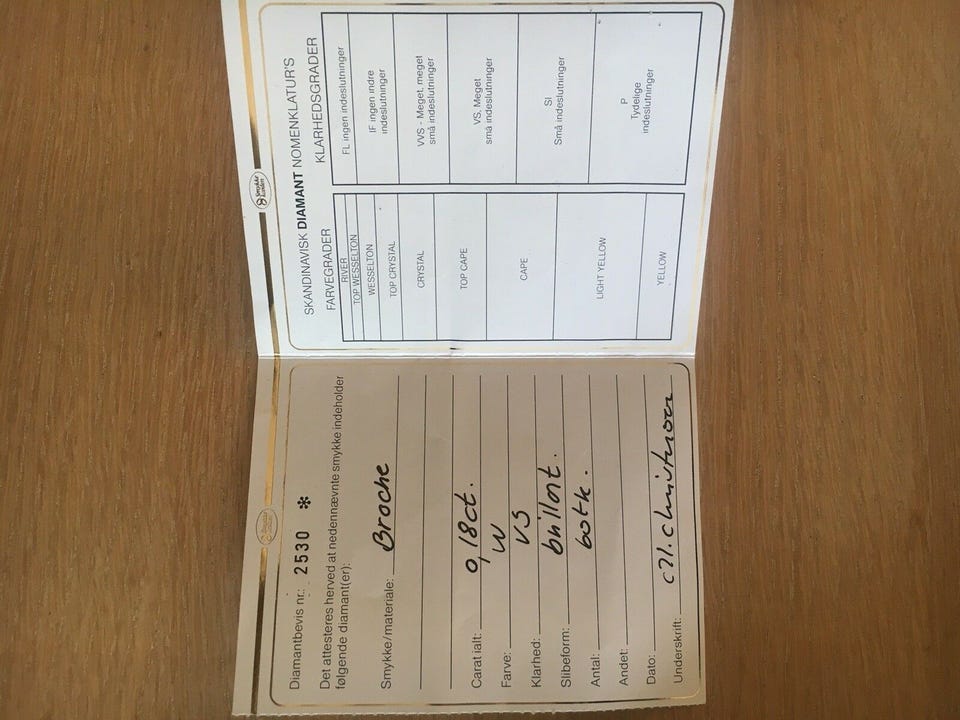 Diamantbevis nr.: 2530 *
Det attesteres herved at nedennævnte smykke indeholder
følgende diamant(er):
Smykke/materiale: Broche
Carat ialt: 0,18ct.
Farve: W
Klarhed: VS
Slibeform: brillant.
Antal: 6otk.
Andet:
Dato:
Underskrift:
SKANDINAVISK DIAMANT NOMENKLATUR'S
FARVEGRADER
RIVER
TOP WESSELTON
WESSELTON
TOP CRYSTAL
CRYSTAL
TOP CAPE
CAPE
LIGHT YELLOW
YELLOW
KLARHEDSGRADER
FL ingen indeslutninger
IF ingen indre
indeslutninger
VVS - Meget, meget
små indeslutninger
VS. Meget
små indeslutninger
SI
Små indeslutninger
P
Tydelige
indeslutninger